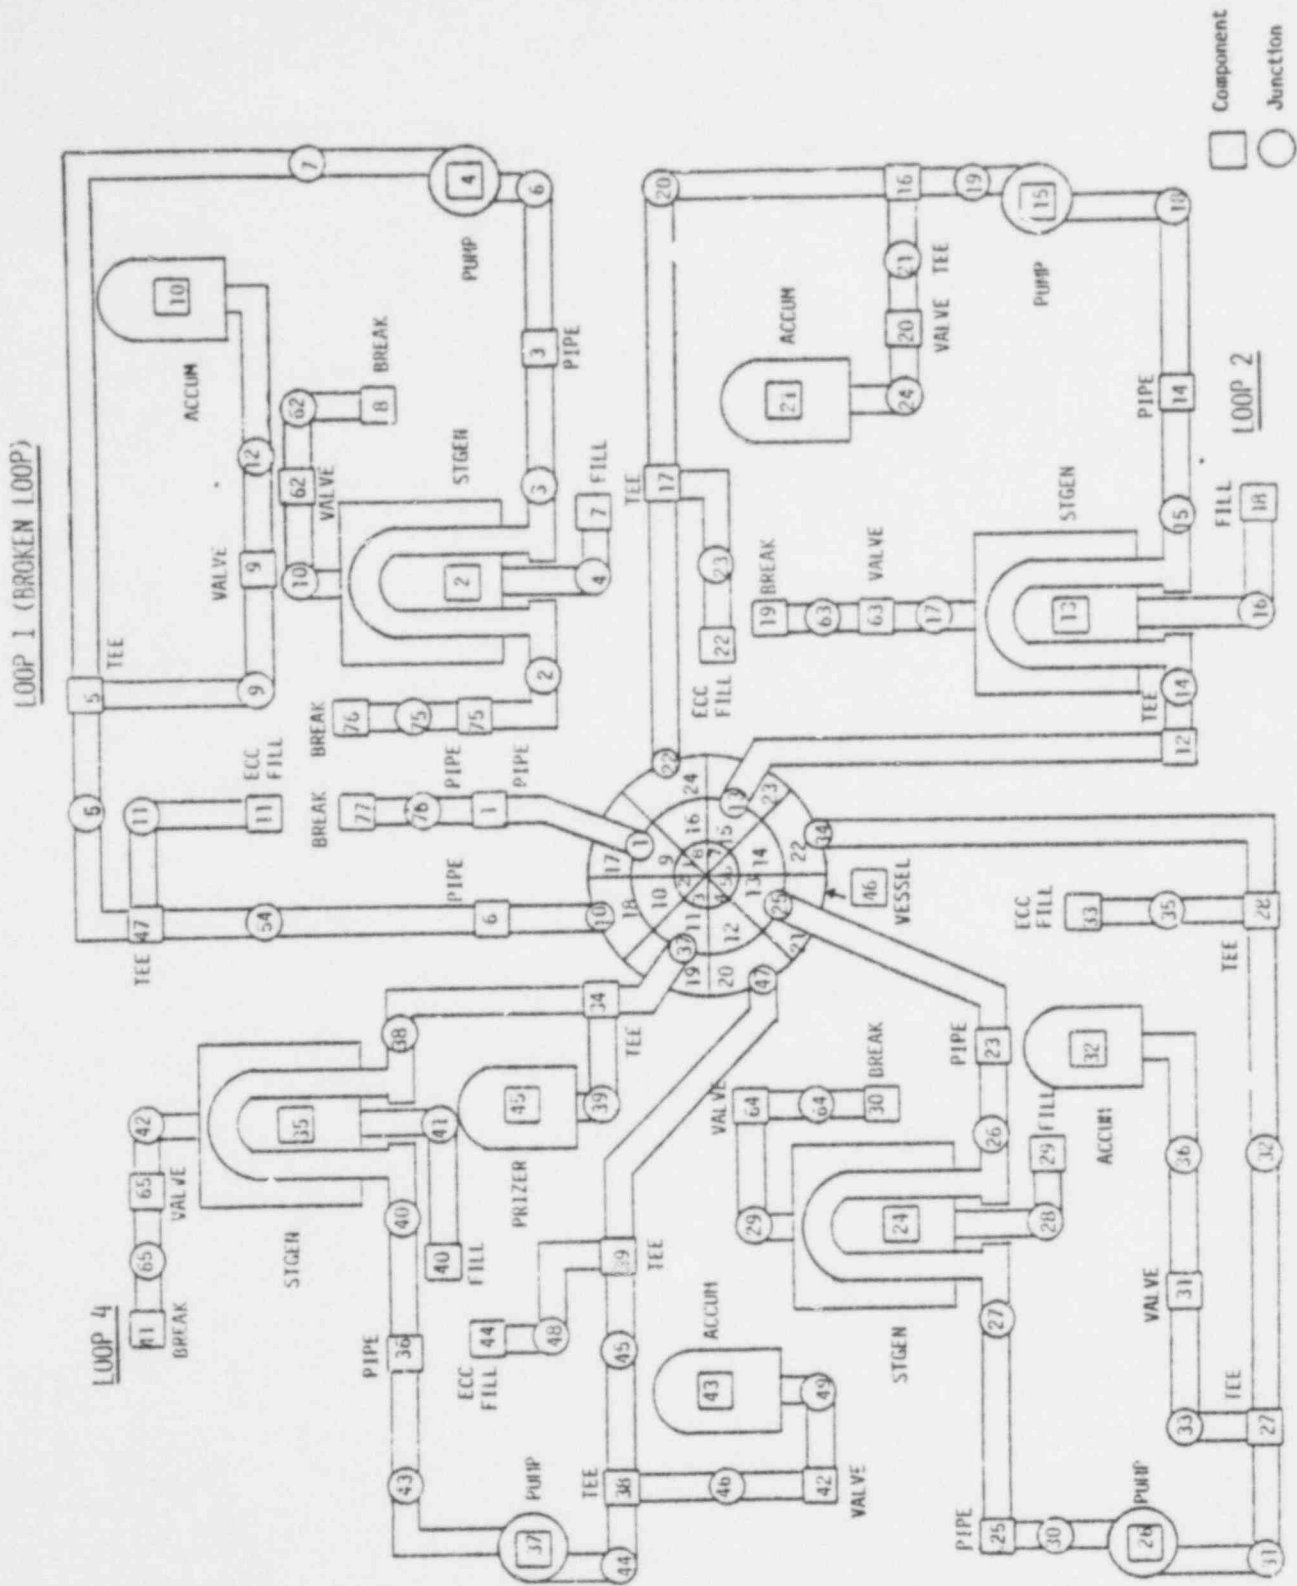 LOOP 1 (BROKEN LOOP)
7
4
PUMP
6
10
ACCUM
3
PIPE
BREAK
8
62
62
VALVE
12
VALVE
9
10
STGEN
3
2
7
FILL
4
5
TEE
9
2
ECC
FILL
11
11
BREAK
76
75
75
PIPE
BREAK
77
76
1
PIPE
47
TEE
54
PIPE
6
10
1
20
16
19
15
PUMP
18
21
TEE
20
VALVE
ACCUM
21
24
PIPE
14
LOOP 2
TEE
17
23
22
ECC
FILL
STGEN
13
15
FILL
18
16
BREAK
19
63
VALVE
63
17
TEE
14
12
22
24
13
23
17
16
15
9
8
7
14
22
34
18
10
2
3
11
12
13
25
21
19
20
37
47
46
VESSEL
LOOP 4
41
BREAK
65
65
VALVE
42
STGEN
35
38
34
TEE
39
45
PRIZER
41
40
40
FILL
PIPE
36
43
PUMP
37
44
ECC
FILL
44
48
TEE
45
TEE
38
46
42
VALVE
ACCUM
43
49
VALVE
64
64
30
BREAK
29
STGEN
24
26
PIPE
23
29
FILL
28
27
PIPE
25
30
PUMP
26
31
ECC
FILL
33
35
28
TEE
32
ACCUM
36
VALVE
31
33
TEE
27
32
Component
Junction